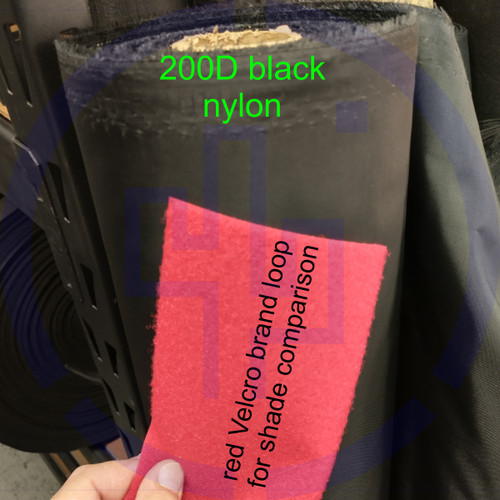 200D black
nylon
red Velcro brand loop
for shade comparison